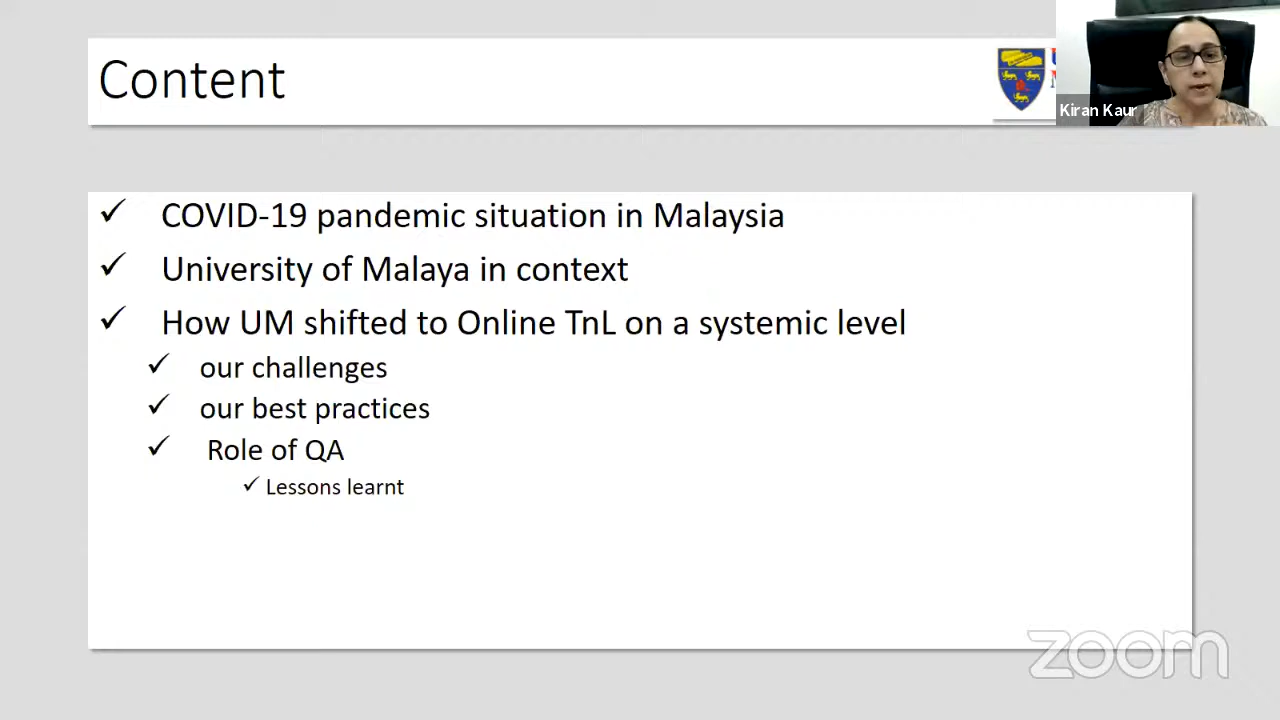 Content
Kiran Kaur
COVID-19 pandemic situation in Malaysia
University of Malaya in context
How UM shifted to Online TnL on a systemic level
our challenges
our best practices
Role of QA
Lessons learnt
zoom